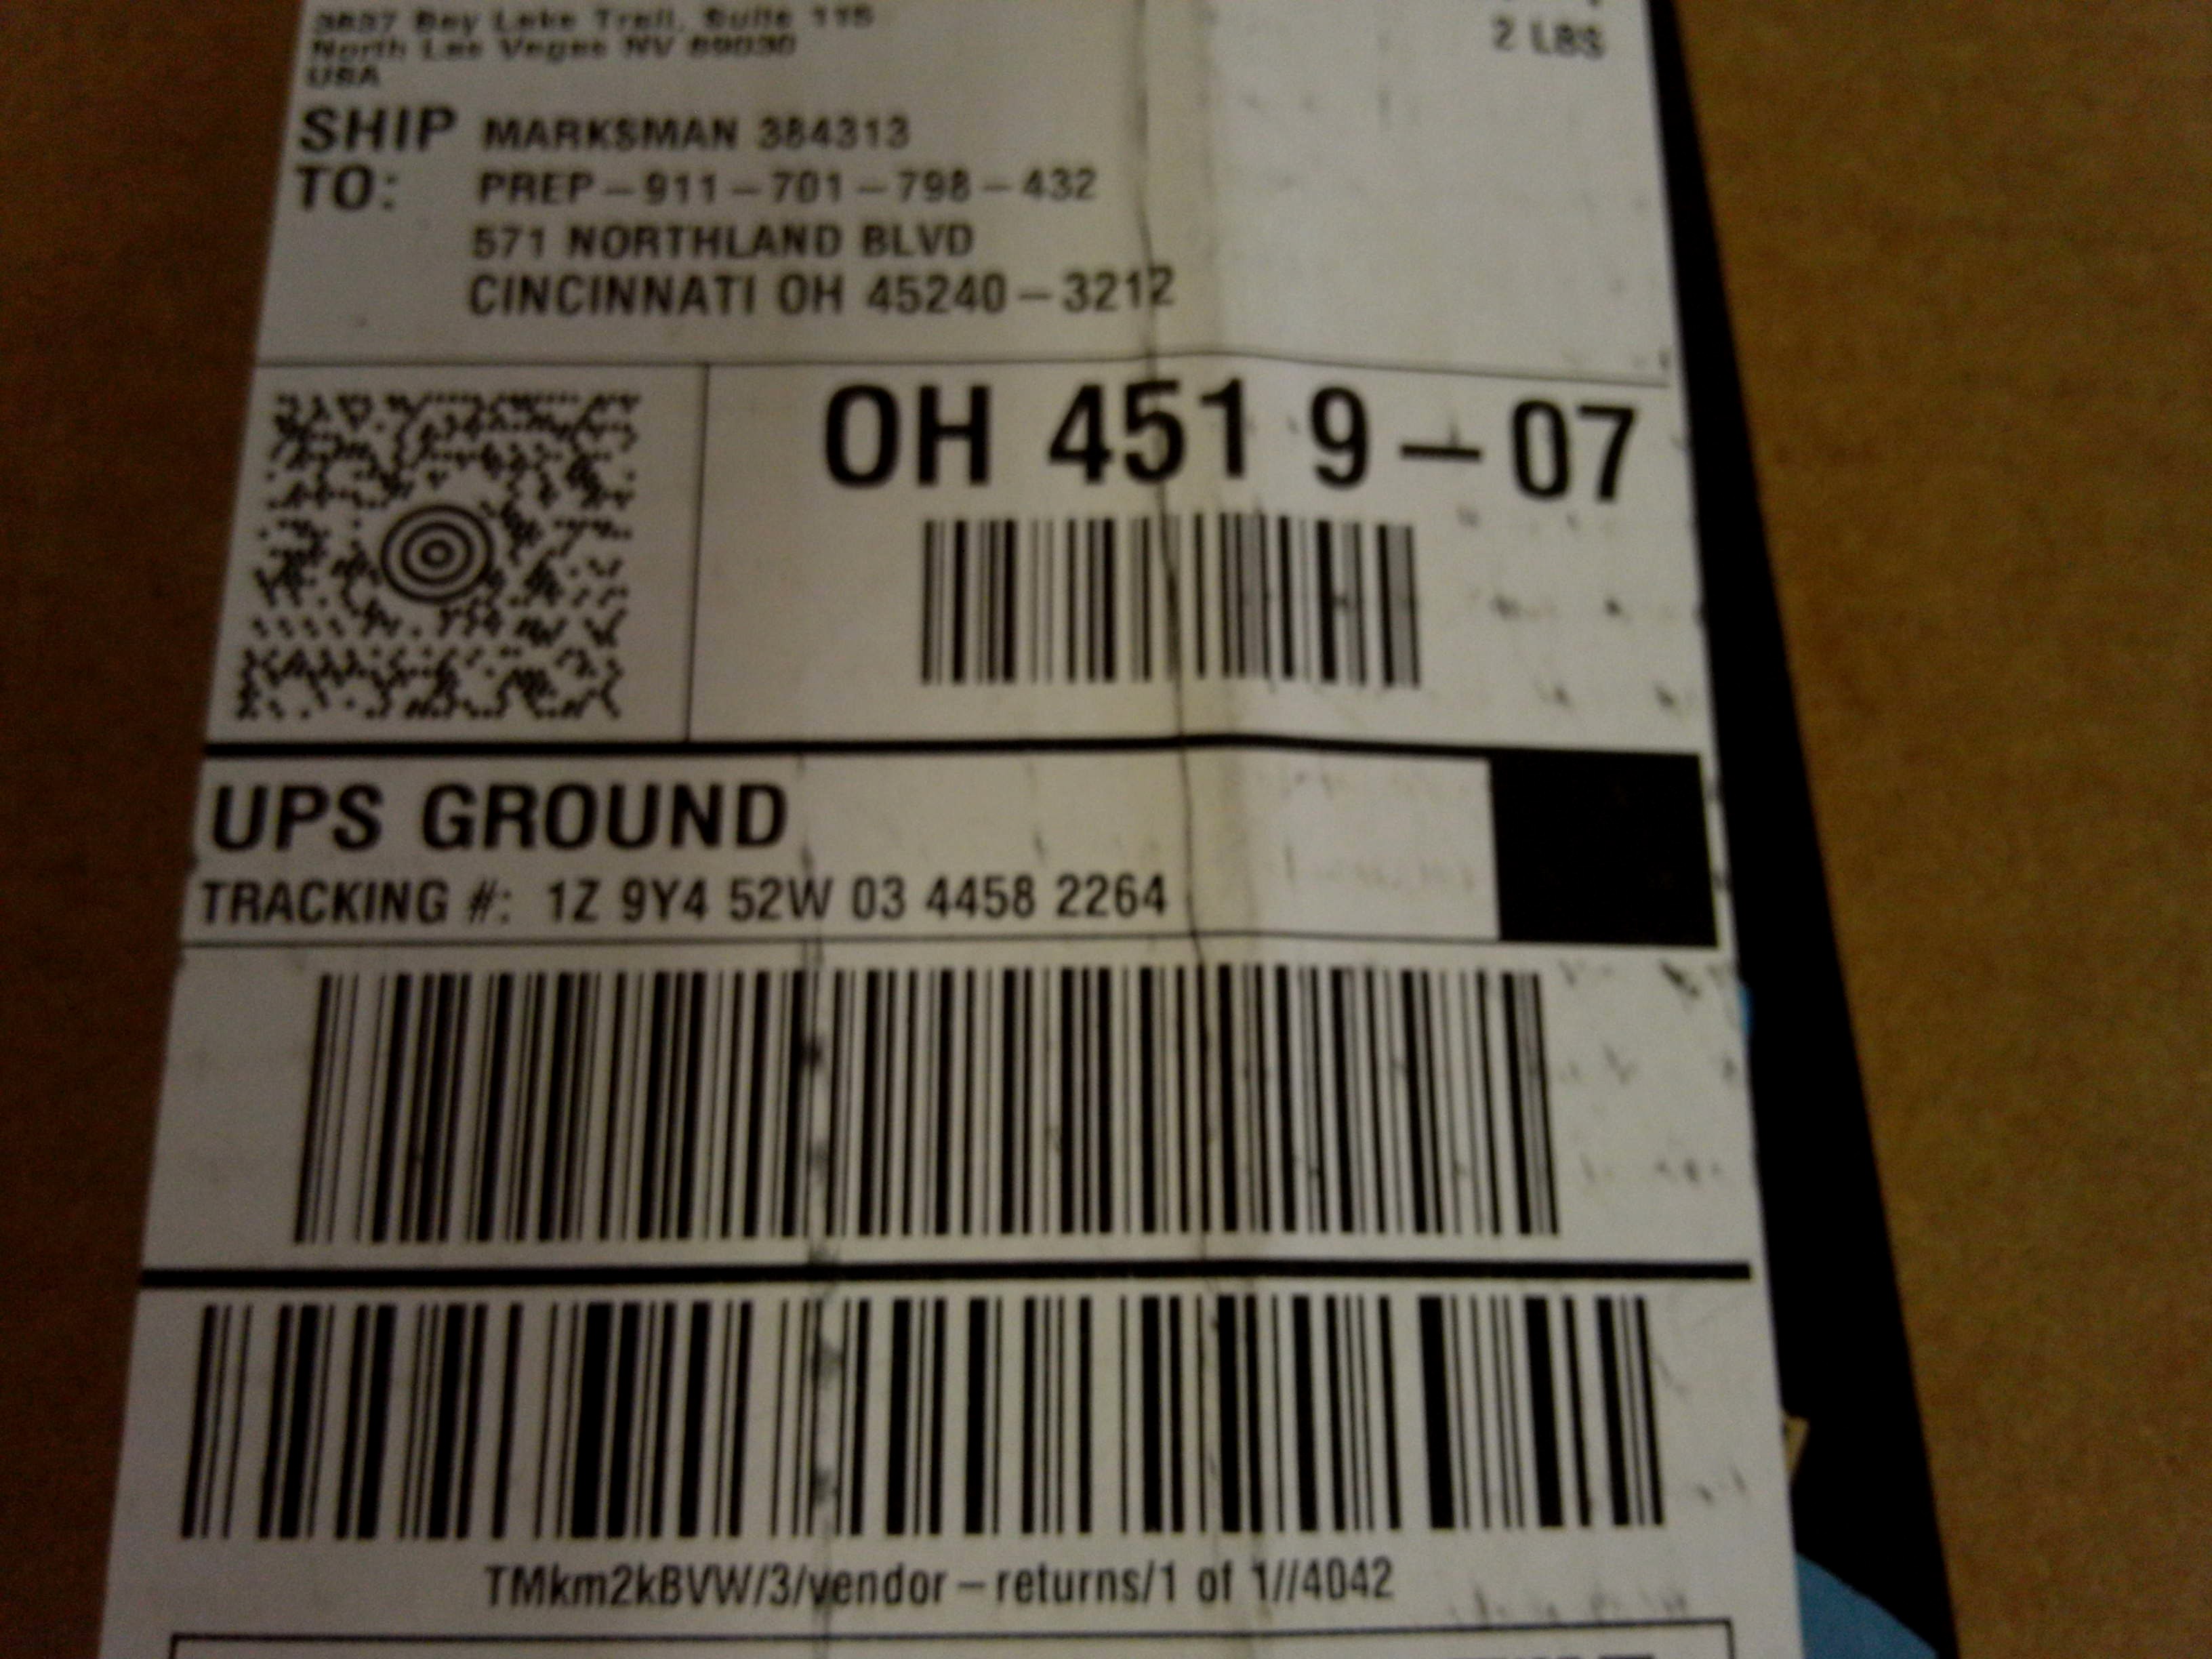 3837 Bay Lake Trail, Suite 115
North Las Vegas NV 89030
USA
2 LBS
SHIP TO:
MARKSMAN 384313
PREP-911-701-798-432
571 NORTHLAND BLVD
CINCINNATI OH 45240-3212
OH 451 9-07
UPS GROUND
TRACKING #: 1Z 9Y4 52W 03 4458 2264
TMkm2kBVW/3/vendor-returns/1 of 1//4042